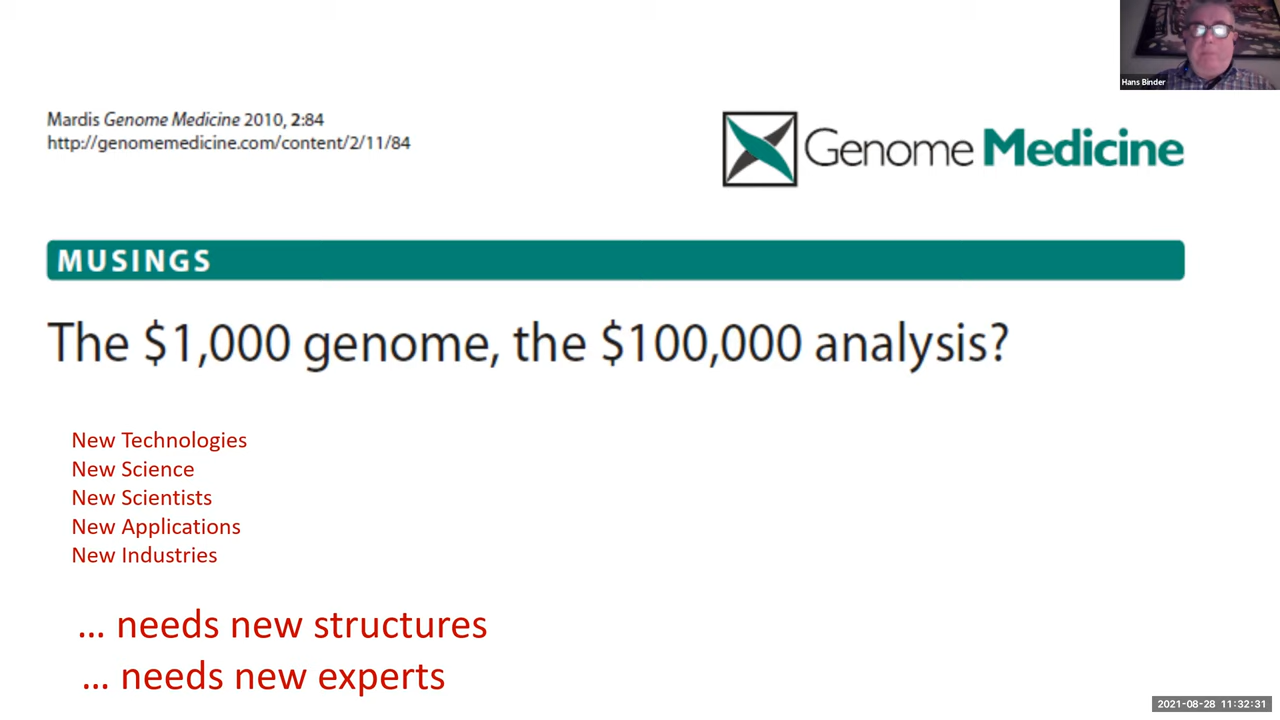 Hans Binder
Mardis Genome Medicine 2010, 2:84
http://genomemedicine.com/content/2/11/84
Genome Medicine
MUSINGS
The $1,000 genome, the $100,000 analysis?
New Technologies
New Science
New Scientists
New Applications
New Industries
... needs new structures
... needs new experts
2021-08-28 11:32:31